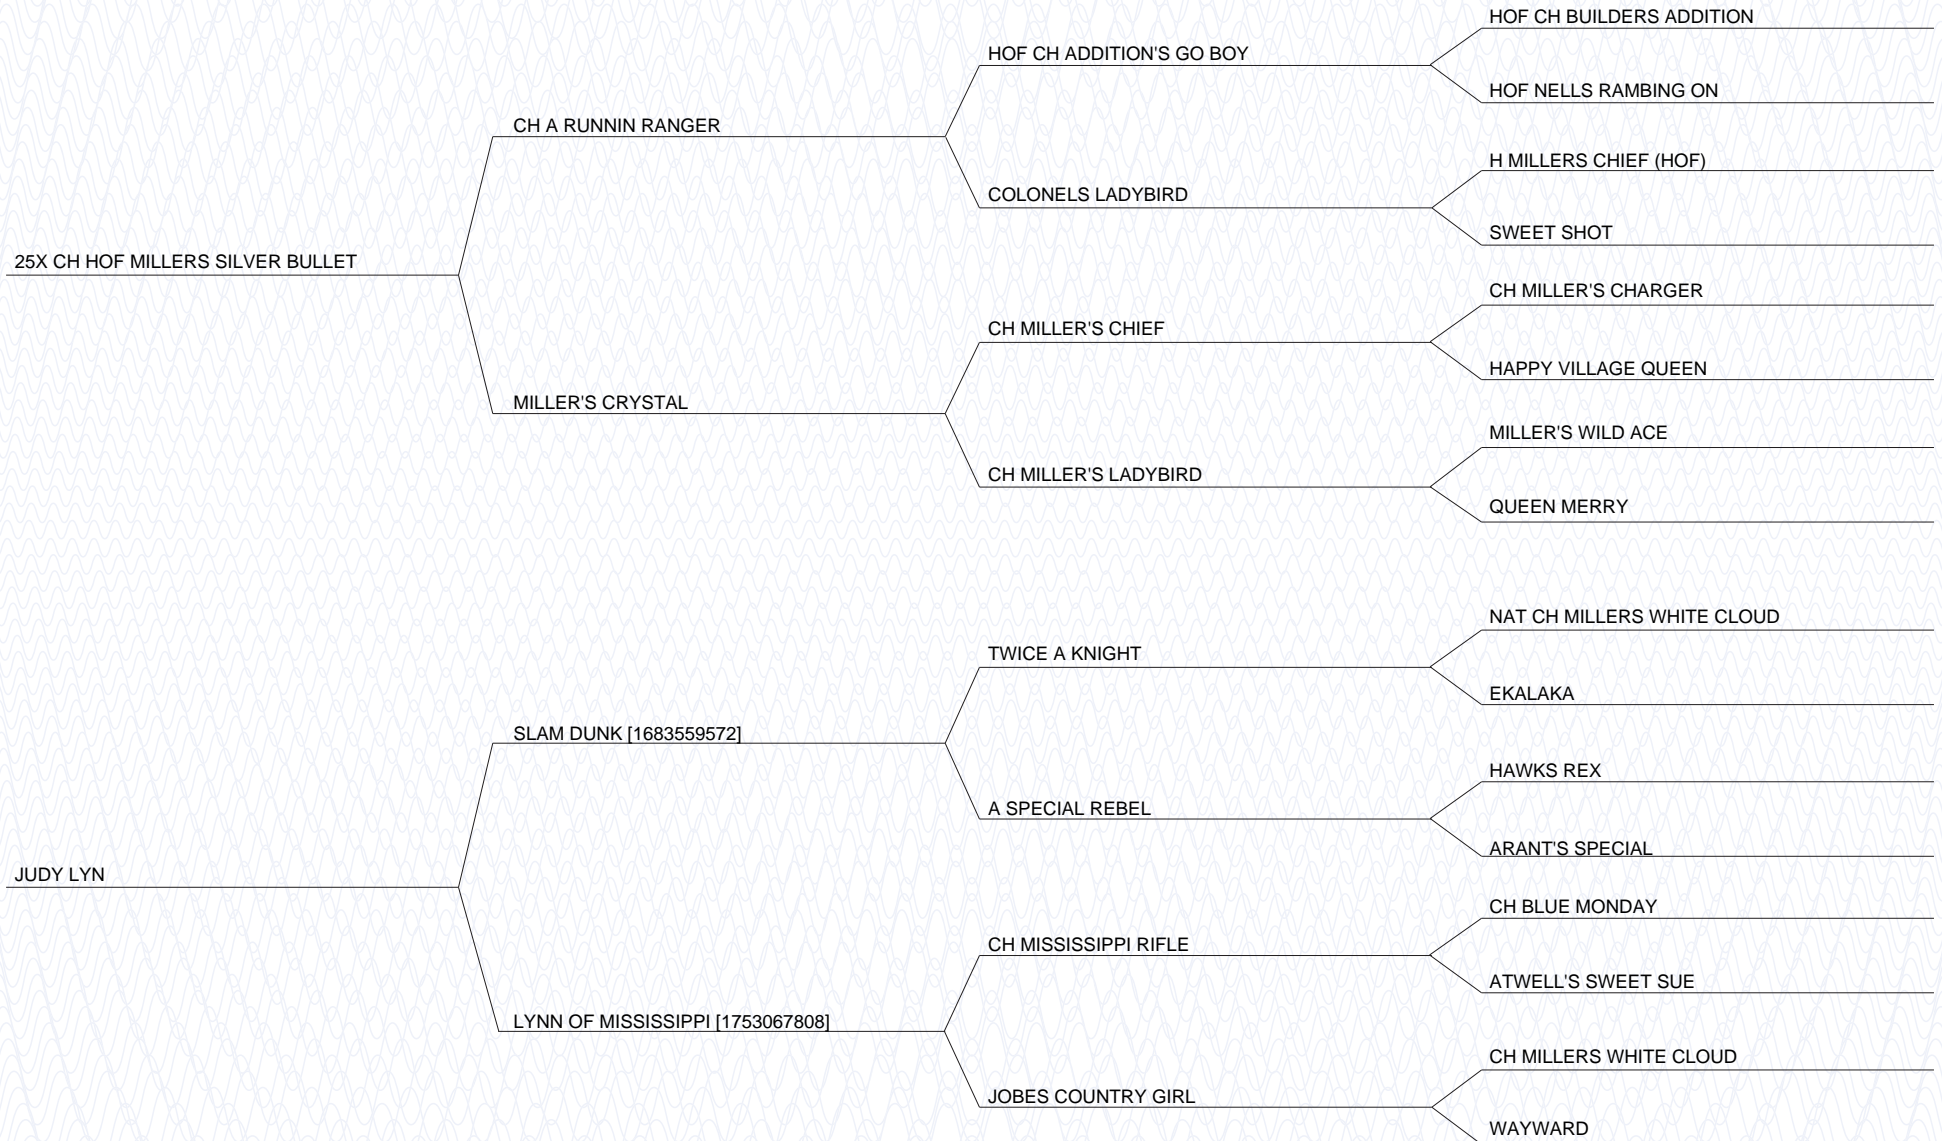 HOF CH BUILDERS ADDITION
HOF CH ADDITION'S GO BOY
HOF NELLS RAMBING ON
CH A RUNNIN RANGER
H MILLERS CHIEF (HOF)
COLONELS LADYBIRD
SWEET SHOT
25X CH HOF MILLERS SILVER BULLET
CH MILLER'S CHARGER
CH MILLER'S CHIEF
HAPPY VILLAGE QUEEN
MILLER'S CRYSTAL
MILLER'S WILD ACE
CH MILLER'S LADYBIRD
QUEEN MERRY
NAT CH MILLERS WHITE CLOUD
TWICE A KNIGHT
EKALAKA
SLAM DUNK [1683559572]
HAWKS REX
A SPECIAL REBEL
ARANT'S SPECIAL
JUDY LYN
CH BLUE MONDAY
CH MISSISSIPPI RIFLE
ATWELL'S SWEET SUE
LYNN OF MISSISSIPPI [1753067808]
CH MILLERS WHITE CLOUD
JOBES COUNTRY GIRL
WAYWARD